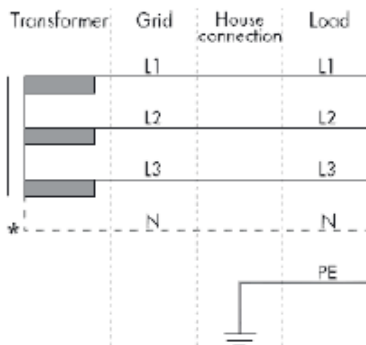 Transformer Grid House connection Load
L1 L1
L2 L2
L3 L3
* N N
PE